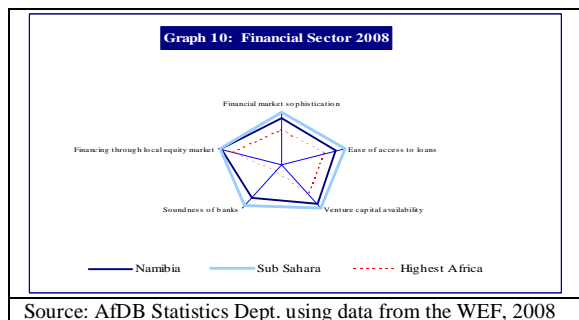 Graph 10: Financial Sector 2008
Financial market sophistication
Financing through local equity market
Ease of access to loans
Soundness of banks
Venture capital availability
Namibia
Sub Sahara
Highest Africa
Source: AfDB Statistics Dept. using data from the WEF, 2008